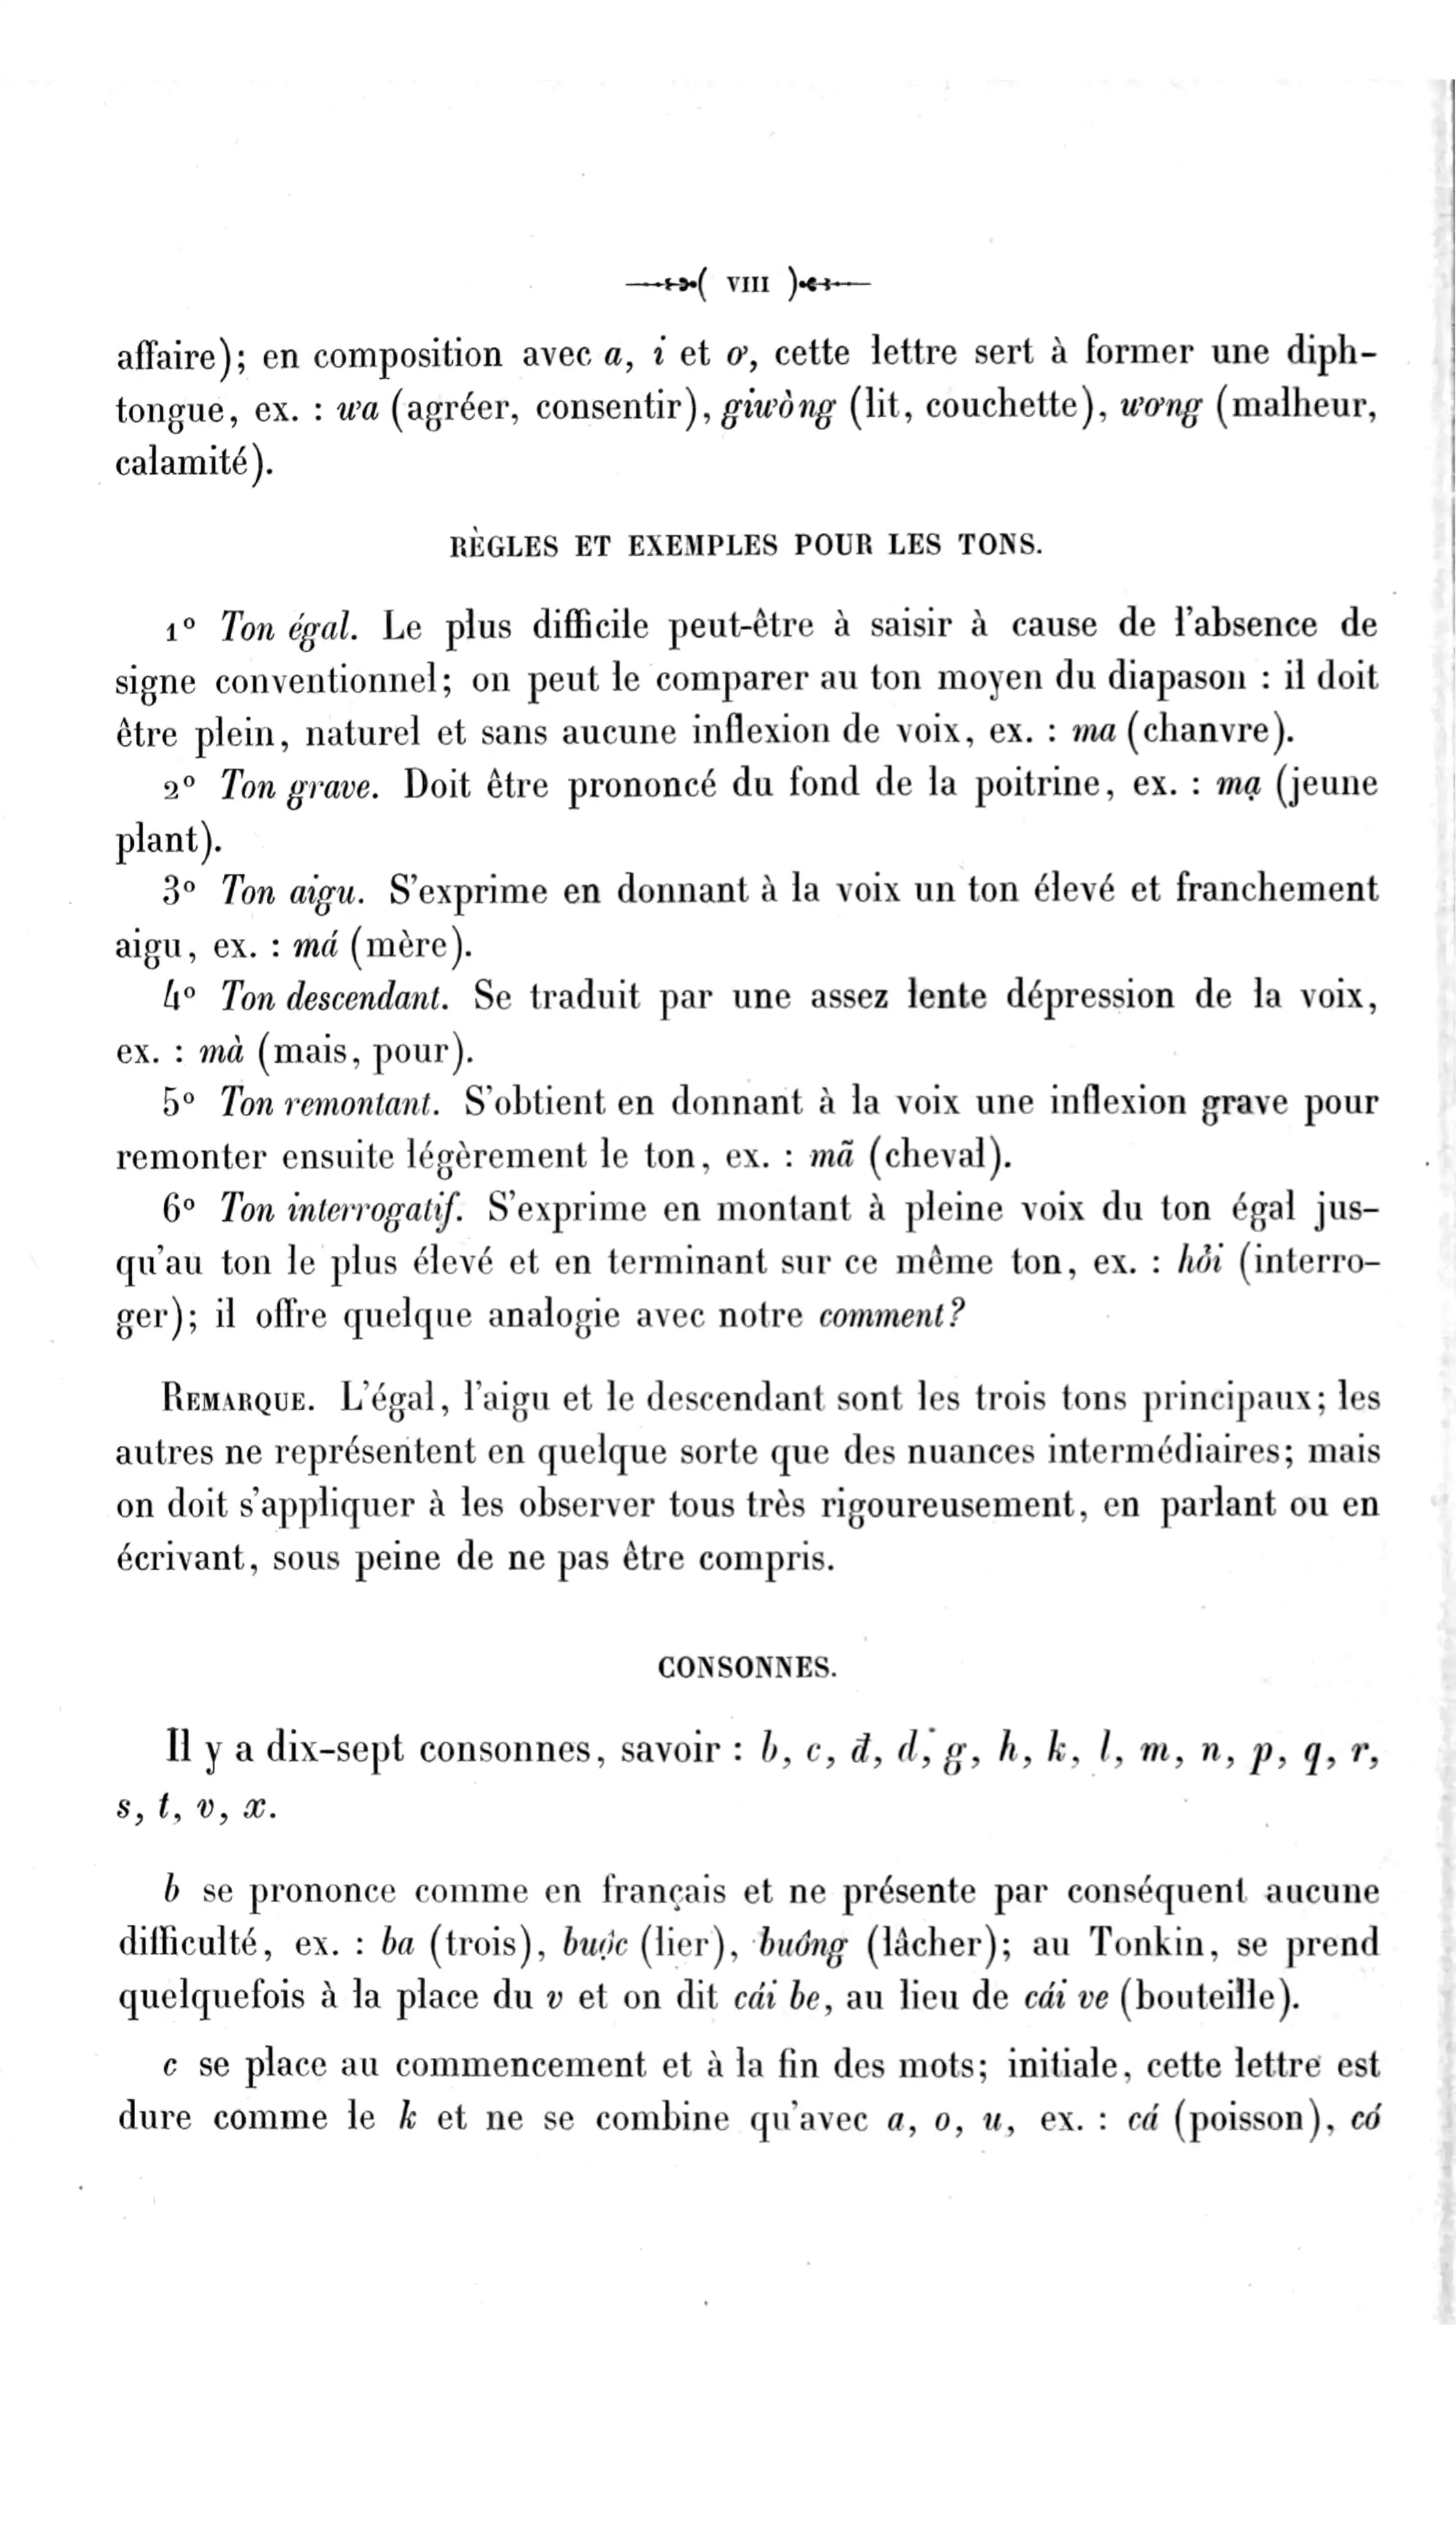 ( VIII )
affaire); en composition avec a, i et ơ, cette lettre sert à former une diph-
tongue, ex. : ưa (agréer, consentir), giường (lit, couchette), ương (malheur,
calamité).
RÈGLES ET EXEMPLES POUR LES TONS.
1° Ton égal. Le plus difficile peut-être à saisir à cause de l'absence de
signe conventionnel; on peut le comparer au ton moyen du diapason : il doit
être plein, naturel et sans aucune inflexion de voix, ex. : ma (chanvre).
2° Ton grave. Doit être prononcé du fond de la poitrine, ex. : mạ (jeune
plant).
3° Ton aigu. S'exprime en donnant à la voix un ton élevé et franchement
aigu, ex. : má (mère).
4° Ton descendant. Se traduit par une assez lente dépression de la voix,
ex. : mà (mais, pour).
5° Ton remontant. S'obtient en donnant à la voix une inflexion grave pour
remonter ensuite légèrement le ton, ex. : mã (cheval).
6° Ton interrogatif. S'exprime en montant à pleine voix du ton égal jus-
qu'au ton le plus élevé et en terminant sur ce même ton, ex. : hỏi (interro-
ger); il offre quelque analogie avec notre comment?
REMARQUE. L'égal, l'aigu et le descendant sont les trois tons principaux; les
autres ne représentent en quelque sorte que des nuances intermédiaires; mais
on doit s'appliquer à les observer tous très rigoureusement, en parlant ou en
écrivant, sous peine de ne pas être compris.
CONSONNES.
Il y a dix-sept consonnes, savoir : b, c, đ, d, g, h, k, l, m, n, p, q, r,
s, t, v, x.
b se prononce comme en français et ne présente par conséquent aucune
difficulté, ex. : ba (trois), buộc (lier), buông (lâcher); au Tonkin, se prend
quelquefois à la place du v et on dit cái be, au lieu de cái ve (bouteille).
c se place au commencement et à la fin des mots; initiale, cette lettre est
dure comme le k et ne se combine qu'avec a, o, u, ex. : cá (poisson), có